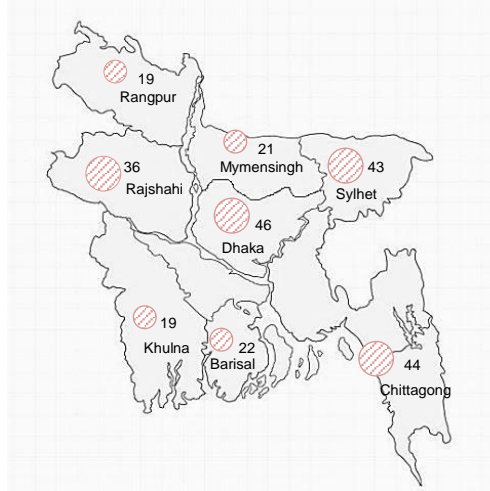 19
Rangpur
21
Mymensingh
43
Sylhet
36
Rajshahi
46
Dhaka
19
Khulna
22
Barisal
44
Chittagong